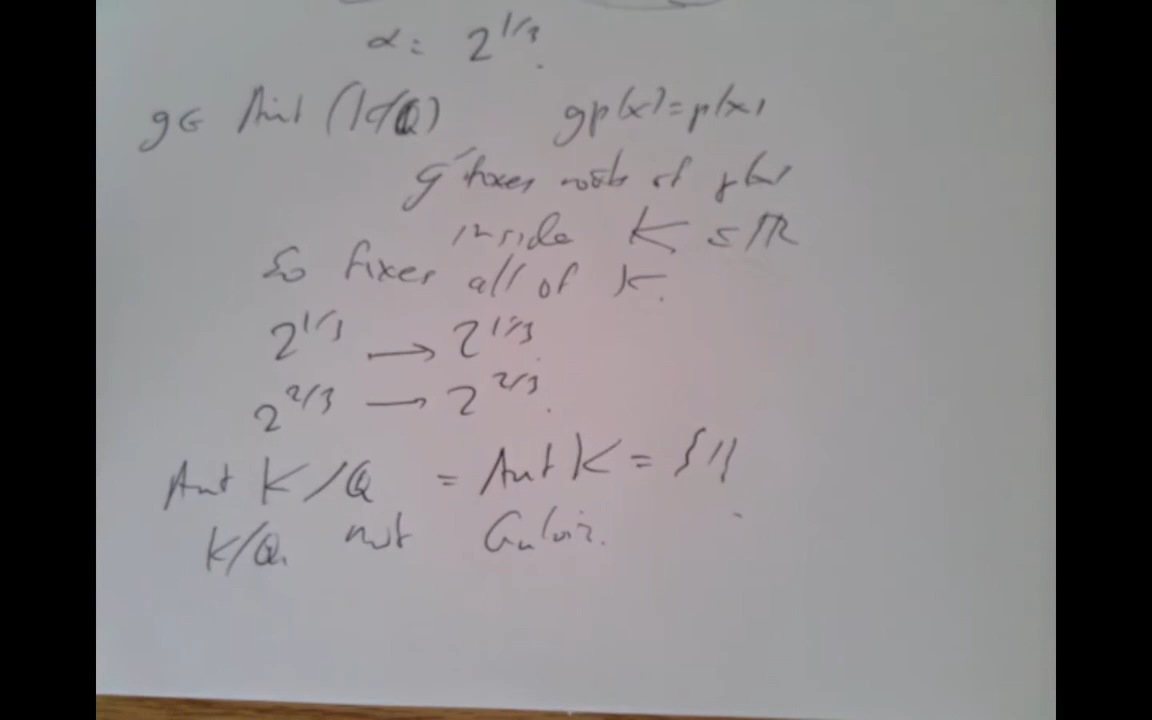 α = 2^{1/3}.
g ∈ Aut (K/Q) gp(x) = p(x)
g fixes roots of p(x)
inside K ⊆ ℝ
So fixes all of K.
2^{1/3} → 2^{1/3}.
2^{2/3} → 2^{2/3}.
Aut K/Q = Aut K = {1}
K/Q. not Galois.